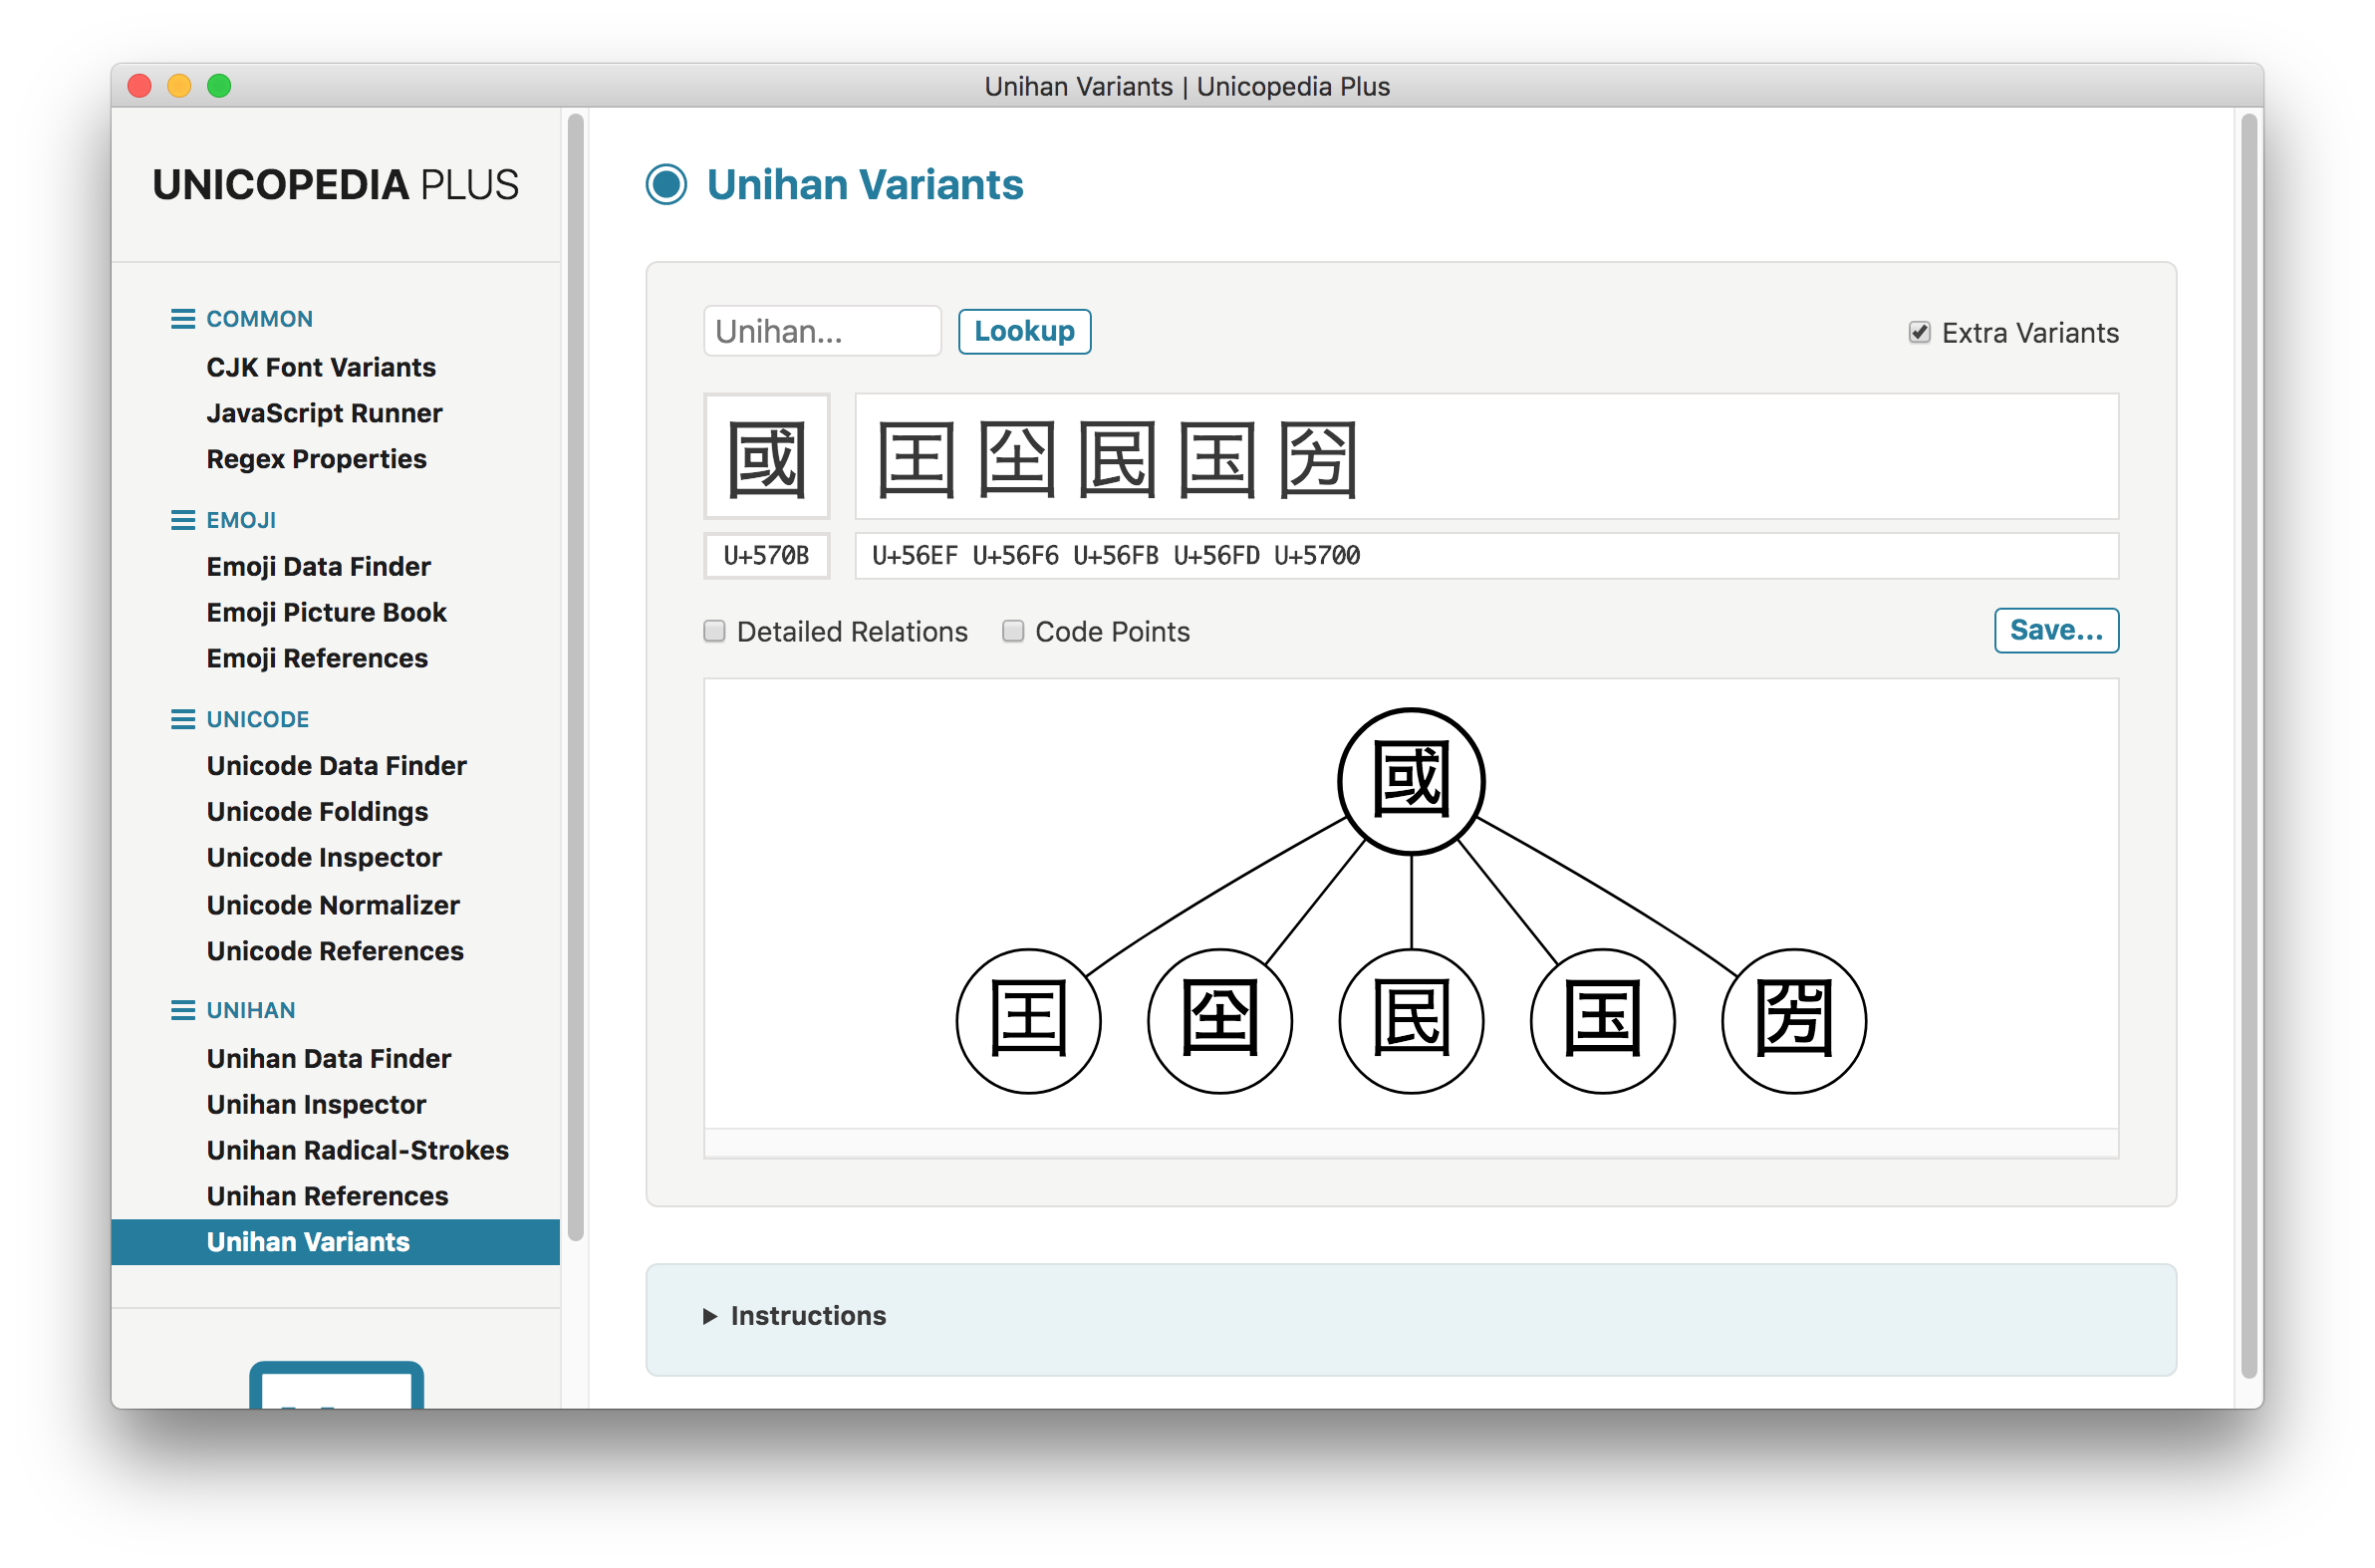 Unihan Variants | Unicopedia Plus
UNICOPEDIA PLUS
COMMON
CJK Font Variants
JavaScript Runner
Regex Properties
EMOJI
Emoji Data Finder
Emoji Picture Book
Emoji References
UNICODE
Unicode Data Finder
Unicode Foldings
Unicode Inspector
Unicode Normalizer
Unicode References
UNIHAN
Unihan Data Finder
Unihan Inspector
Unihan Radical-Strokes
Unihan References
Unihan Variants
Unihan Variants
Unihan... Lookup Extra Variants
國 囯 囶 囻 国 圀
U+570B U+56EF U+56F6 U+56FB U+56FD U+5700
Detailed Relations Code Points Save...
國
囯 囶 囻 国 圀
Instructions